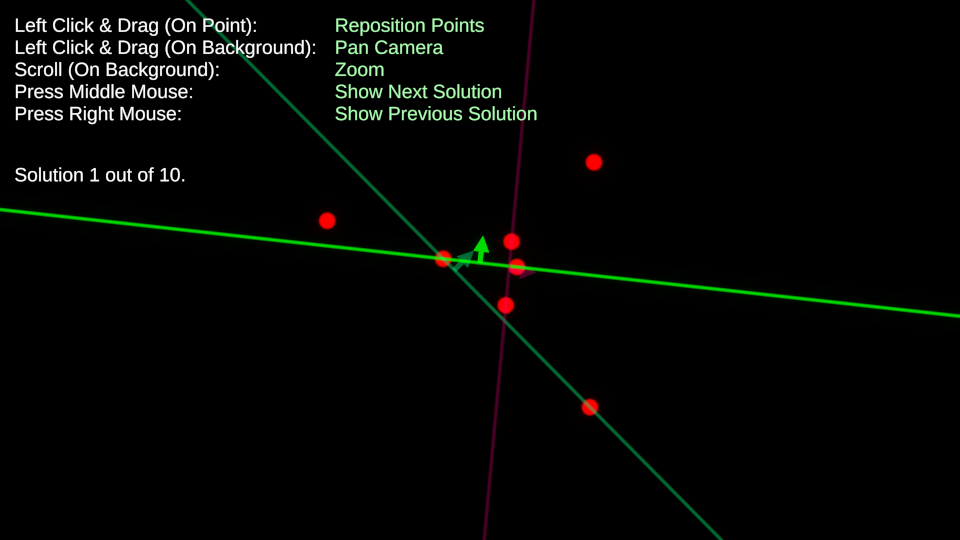 Left Click & Drag (On Point): Reposition Points
Left Click & Drag (On Background): Pan Camera
Scroll (On Background): Zoom
Press Middle Mouse: Show Next Solution
Press Right Mouse: Show Previous Solution
Solution 1 out of 10.